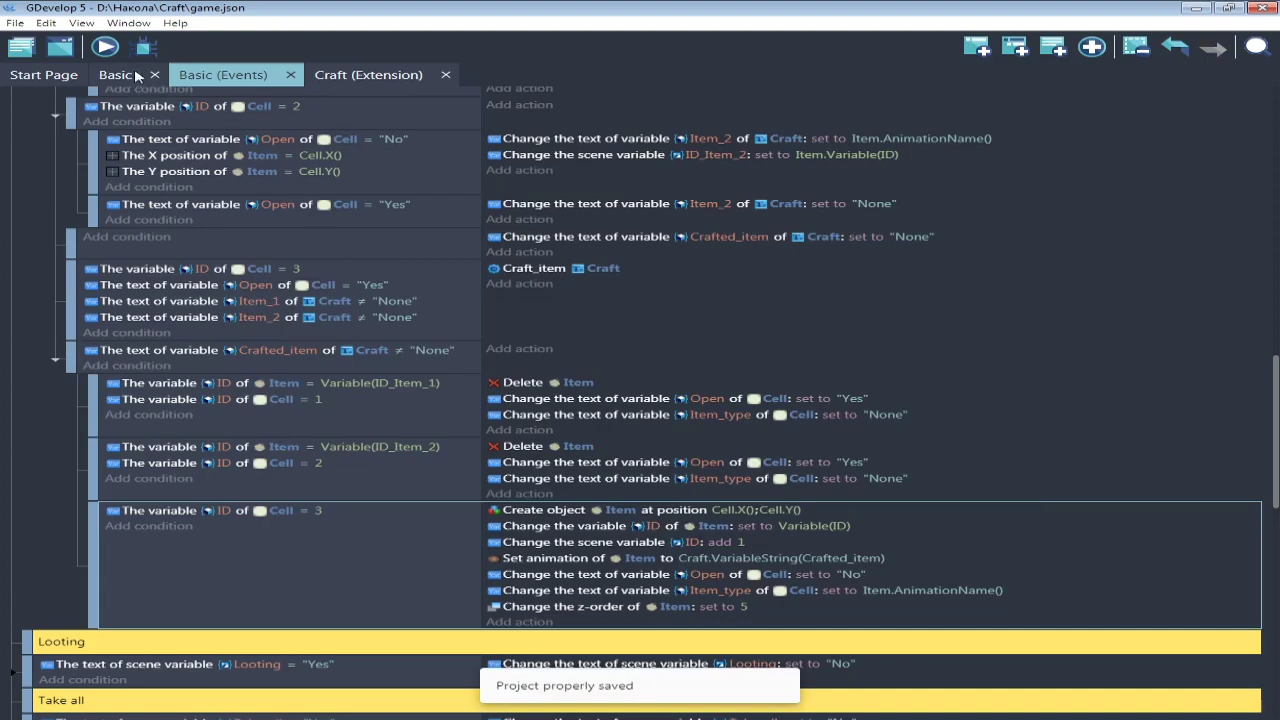 GDevelop 5 - D:\Накола\Craft\game.json
File Edit View Window Help
Start Page Basic × Basic (Events) × Craft (Extension) ×
Add condition Add action
The variable ID of Cell = 2 Add action
Add condition
The text of variable Open of Cell = "No" Change the text of variable Item_2 of Craft: set to Item.AnimationName()
The X position of Item = Cell.X() Change the scene variable ID_Item_2: set to Item.Variable(ID)
The Y position of Item = Cell.Y() Add action
Add condition
The text of variable Open of Cell = "Yes" Change the text of variable Item_2 of Craft: set to "None"
Add condition Add action
Add condition Change the text of variable Crafted_item of Craft: set to "None"
Add action
The variable ID of Cell = 3 Craft_item Craft
The text of variable Open of Cell = "Yes" Add action
The text of variable Item_1 of Craft ≠ "None"
The text of variable Item_2 of Craft ≠ "None"
Add condition
The text of variable Crafted_item of Craft ≠ "None" Add action
Add condition
The variable ID of Item = Variable(ID_Item_1) Delete Item
The variable ID of Cell = 1 Change the text of variable Open of Cell: set to "Yes"
Add condition Change the text of variable Item_type of Cell: set to "None"
Add action
The variable ID of Item = Variable(ID_Item_2) Delete Item
The variable ID of Cell = 2 Change the text of variable Open of Cell: set to "Yes"
Add condition Change the text of variable Item_type of Cell: set to "None"
Add action
The variable ID of Cell = 3 Create object Item at position Cell.X();Cell.Y()
Add condition Change the variable ID of Item: set to Variable(ID)
Change the scene variable ID: add 1
Set animation of Item to Craft.VariableString(Crafted_item)
Change the text of variable Open of Cell: set to "No"
Change the text of variable Item_type of Cell: set to Item.AnimationName()
Change the z-order of Item: set to 5
Add action
Looting
The text of scene variable Looting = "Yes" Change the text of scene variable Looting: set to "No"
Add condition
Project properly saved
Take all